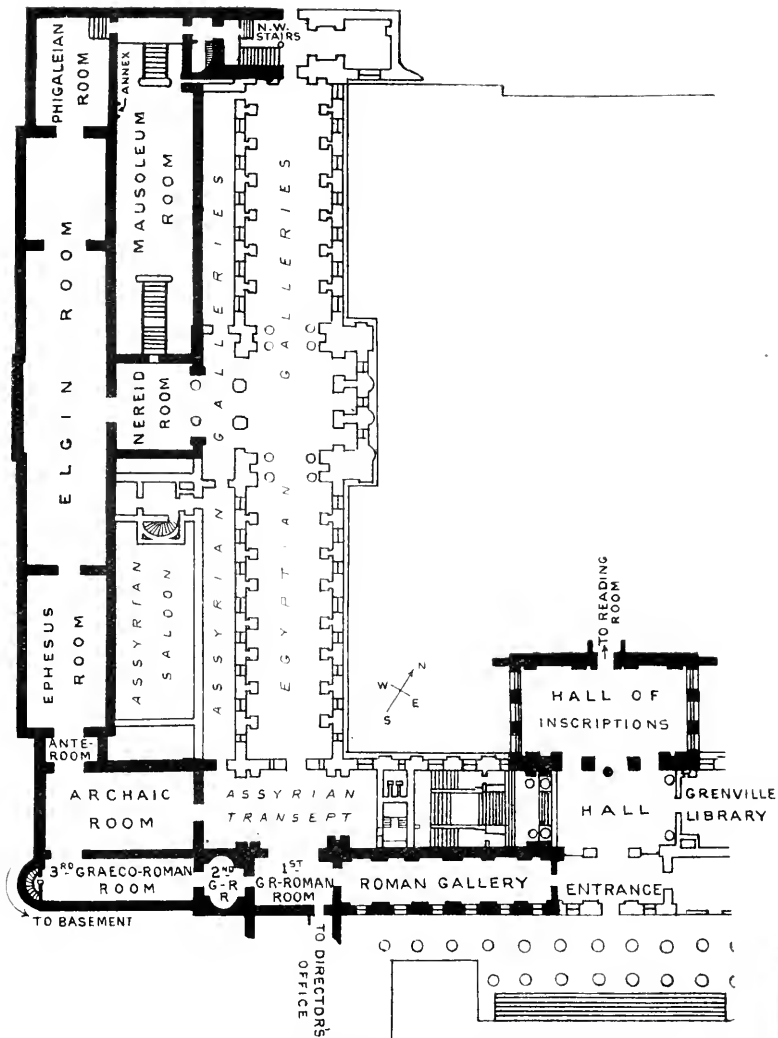 N.W.
STAIRS
PHIGALEIAN
ROOM
ANNEX
MAUSOLEUM
ROOM
ELGIN ROOM
NEREID
ROOM
ASSYRIAN GALLERIES
EGYPTIAN GALLERIES
ASSYRIAN
SALOON
EPHESUS
ROOM
ANTE-
ROOM
ARCHAIC
ROOM
ASSYRIAN
TRANSEPT
N
W
E
S
TO READING
ROOM
HALL OF
INSCRIPTIONS
HALL
GRENVILLE
LIBRARY
3RD GRAECO-ROMAN
ROOM
2ND
G-R
R
1ST
GR-ROMAN
ROOM
ROMAN GALLERY
ENTRANCE
TO BASEMENT
TO DIRECTOR'S
OFFICE